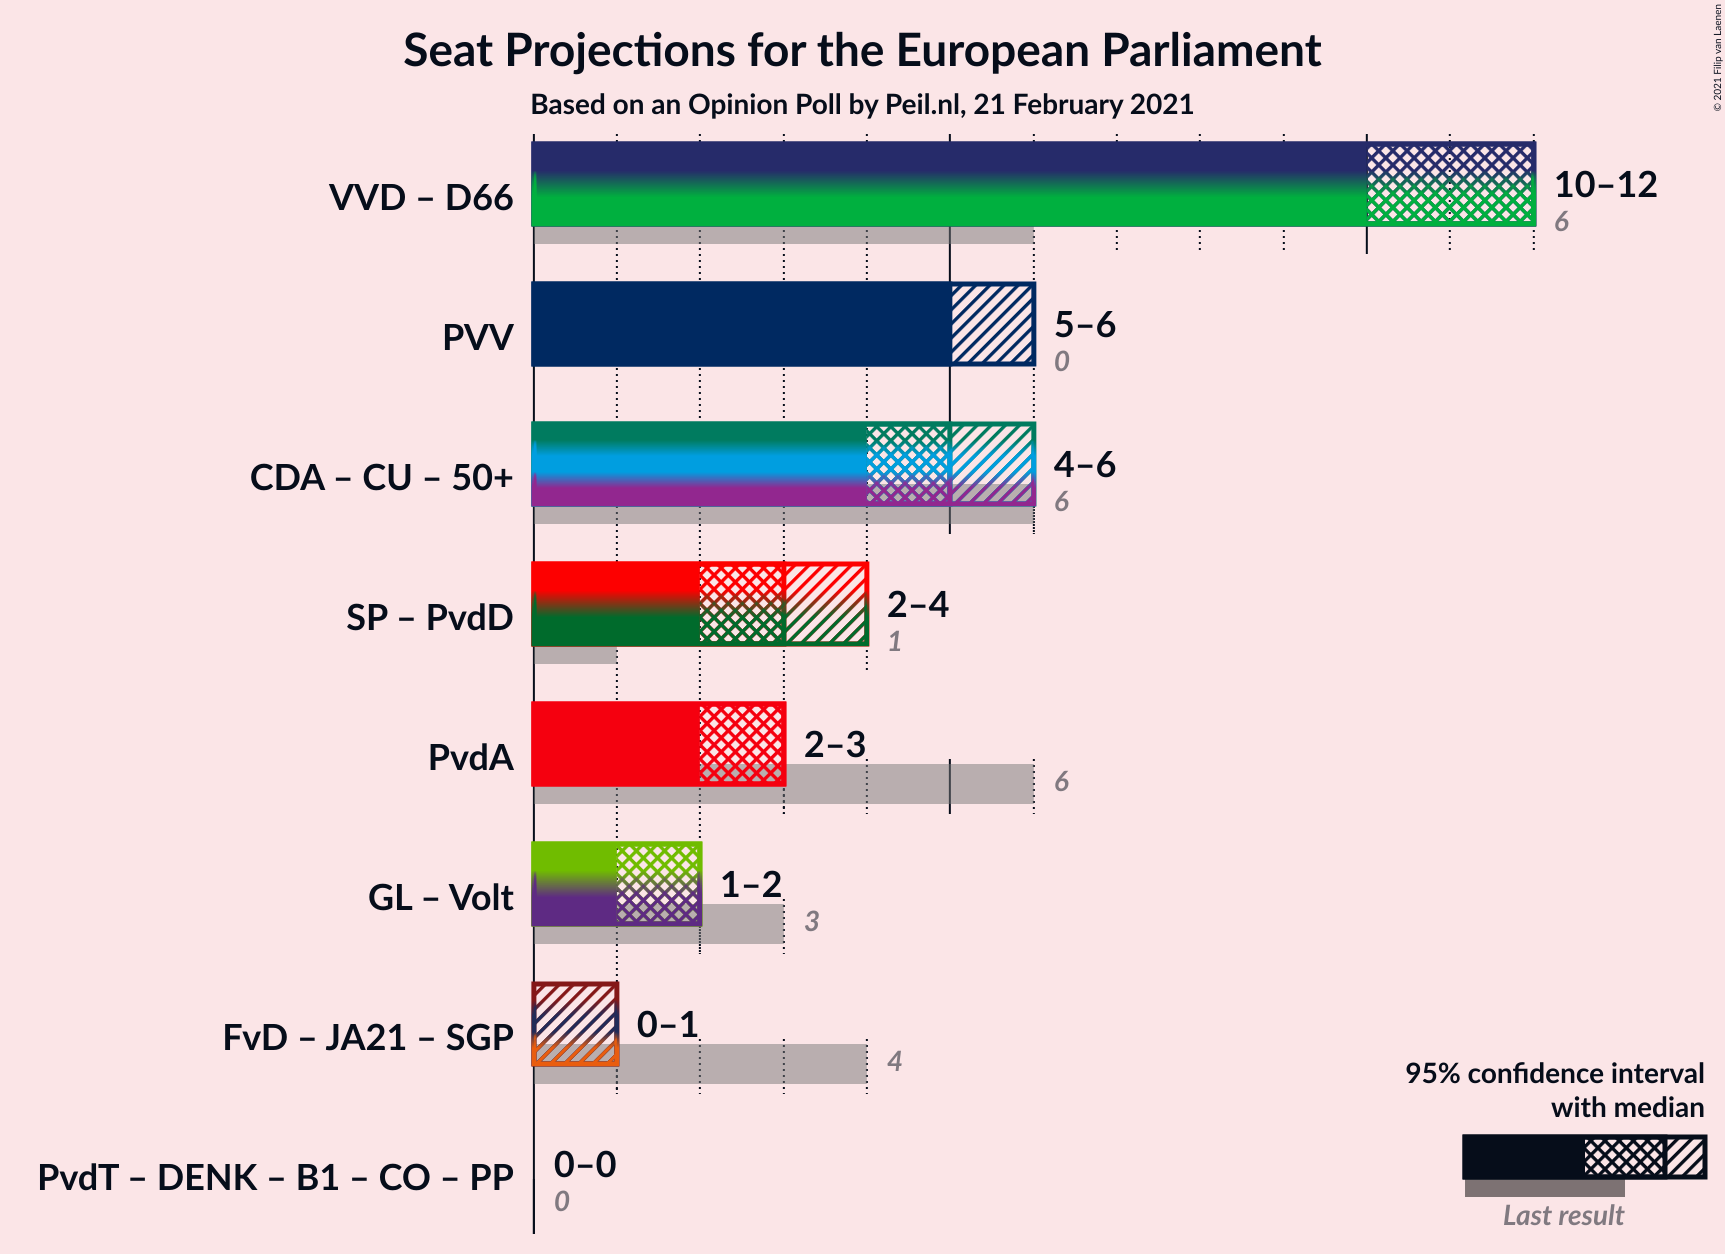 Seat Projections for the European Parliament
Based on an Opinion Poll by Peil.nl, 21 February 2021
© 2021 Filip van Laenen
VVD – D66
10–12
6
PVV
5–6
0
CDA – CU – 50+
4–6
6
SP – PvdD
2–4
1
PvdA
2–3
6
GL – Volt
1–2
3
FvD – JA21 – SGP
0–1
4
PvdT – DENK – B1 – CO – PP
0–0
0
95% confidence interval
with median
Last result